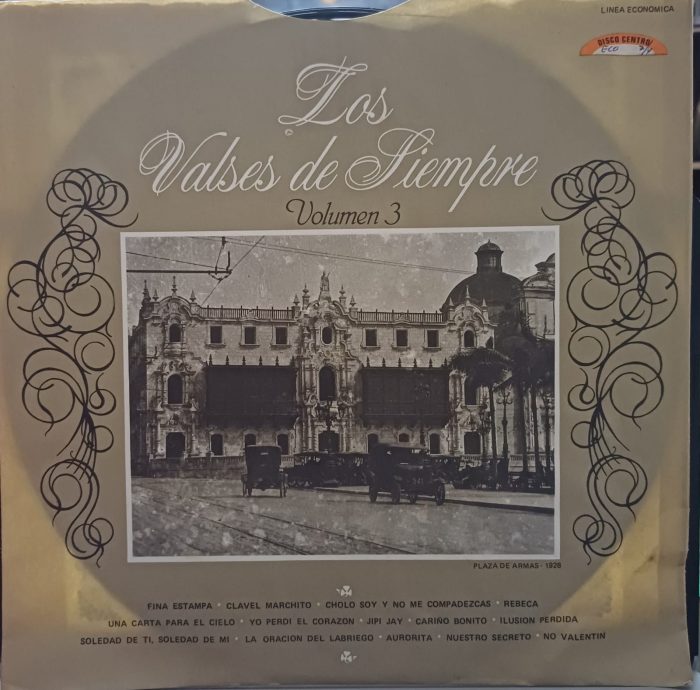 LINEA ECONOMICA
DISCO CENTRO
ECO
Los
Valses de Siempre
Volumen 3
PLAZA DE ARMAS - 1928
FINA ESTAMPA • CLAVEL MARCHITO • CHOLO SOY Y NO ME COMPADEZCAS • REBECA
UNA CARTA PARA EL CIELO • YO PERDI EL CORAZON • JIPI JAY • CARIÑO BONITO • ILUSION PERDIDA
SOLEDAD DE TI, SOLEDAD DE MI • LA ORACION DEL LABRIEGO • AURORITA • NUESTRO SECRETO • NO VALENTIN